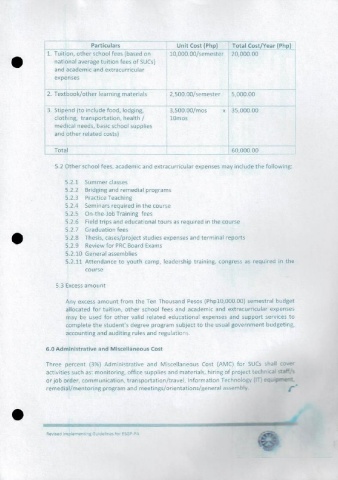 Particulars Unit Cost (Php) Total Cost/Year (Php)
1. Tuition, other school fees (based on 10,000.00/semester 20,000.00
national average tuition fees of SUCs)
and academic and extracurricular
expenses
2. Textbook/other learning materials 2,500.00/semester 5,000.00
3. Stipend (to include food, lodging, 3,500.00/mos x 35,000.00
clothing, transportation, health / 10mos
medical needs, basic school supplies
and other related costs)
Total 60,000.00
5.2 Other school fees, academic and extracurricular expenses may include the following:
5.2.1 Summer classes
5.2.2 Bridging and remedial programs
5.2.3 Practice Teaching
5.2.4 Seminars required in the course
5.2.5 On-the-Job Training fees
5.2.6 Field trips and educational tours as required in the course
5.2.7 Graduation fees
5.2.8 Thesis, cases/project studies expenses and terminal reports
5.2.9 Review for PRC Board Exams
5.2.10 General assemblies
5.2.11 Attendance to youth camp, leadership training, congress as required in the
course
5.3 Excess amount
Any excess amount from the Ten Thousand Pesos (Php10,000.00) semestral budget
allocated for tuition, other school fees and academic and extracurricular expenses
may be used for other valid related educational expenses and support services to
complete the student's degree program subject to the usual government budgeting,
accounting and auditing rules and regulations.
6.0 Administrative and Miscellaneous Cost
Three percent (3%) Administrative and Miscellaneous Cost (AMC) for SUCs shall cover
activities such as: monitoring, office supplies and materials, hiring of project technical staff/s
or job order, communication, transportation/travel, Information Technology (IT) equipment,
remedial/mentoring program and meetings/orientations/general assembly.
Revised Implementing Guidelines for ESGP-PA